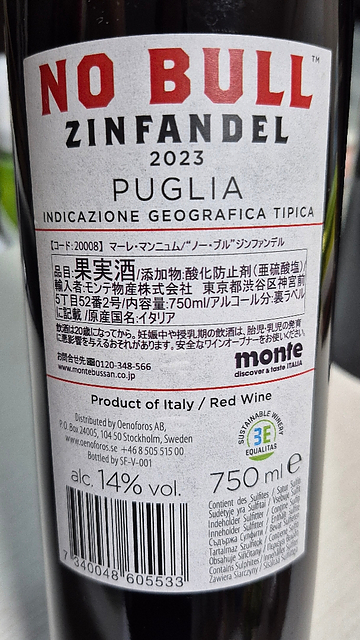 NO BULL™
ZINFANDEL
2023
PUGLIA
INDICAZIONE GEOGRAFICA TIPICA
【コード:20008】 マーレ・マンニュム/"ノー・ブル"ジンファンデル
品目:果実酒/添加物:酸化防止剤(亜硫酸塩)/
輸入者:モンテ物産株式会社 東京都渋谷区神宮前
5丁目52番2号/内容量:750ml/アルコール分:裏ラベル
に記載/原産国名:イタリア
飲酒は20歳になってから。妊娠中や授乳期の飲酒は、胎児・乳児の発育
に悪影響を与えるおそれがあります。安全なワインオープナーをお使いください。
お問合せ先 0120-348-566
www.montebussan.co.jp
monte
discover & taste ITALIA
Product of Italy / Red Wine
Distributed by Oenoforos AB,
P.O. Box 24005, 104 50 Stockholm, Sweden
www.oenoforos.se +46 8 505 515 00
Bottled by SF-V-001
SUSTAINABLE WINERY
3E
EQUALITAS
alc. 14% vol.
750 ml e
Contient des Sulfites
Indeholder Sulfitter
Contains Sulphites
Zawiera Siarczyny
7 340048 605533